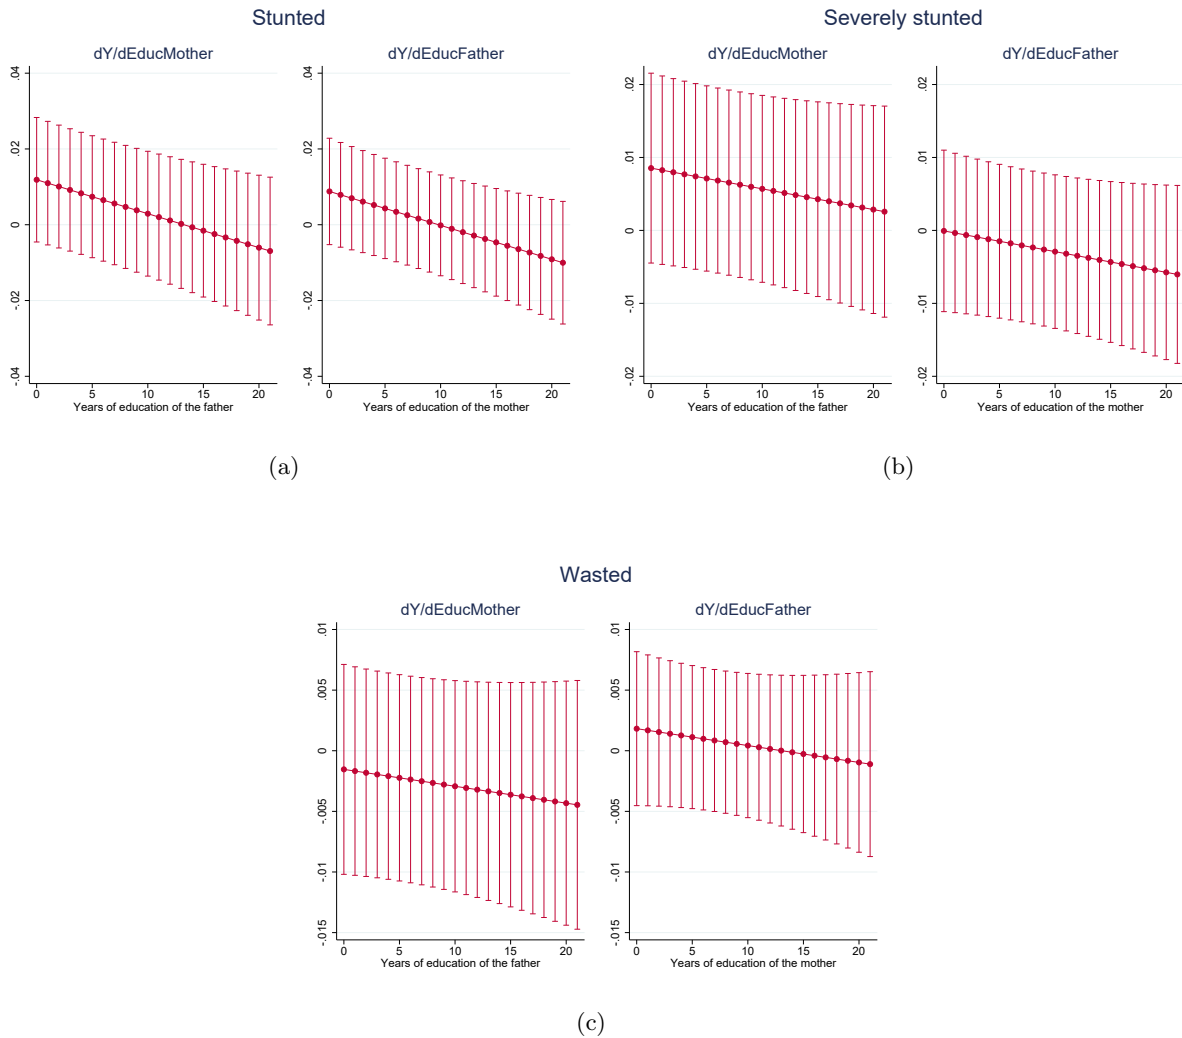 Stunted
dY/dEducMother
dY/dEducFather
.04
.02
0
-.02
-.04
0 5 10 15 20
Years of education of the father
.04
.02
0
-.02
-.04
0 5 10 15 20
Years of education of the mother
(a)
Severely stunted
dY/dEducMother
dY/dEducFather
.02
.01
0
-.01
-.02
0 5 10 15 20
Years of education of the father
.02
.01
0
-.01
-.02
0 5 10 15 20
Years of education of the mother
(b)
Wasted
dY/dEducMother
dY/dEducFather
.01
.005
0
-.005
-.01
-.015
0 5 10 15 20
Years of education of the father
.01
.005
0
-.005
-.01
-.015
0 5 10 15 20
Years of education of the mother
(c)